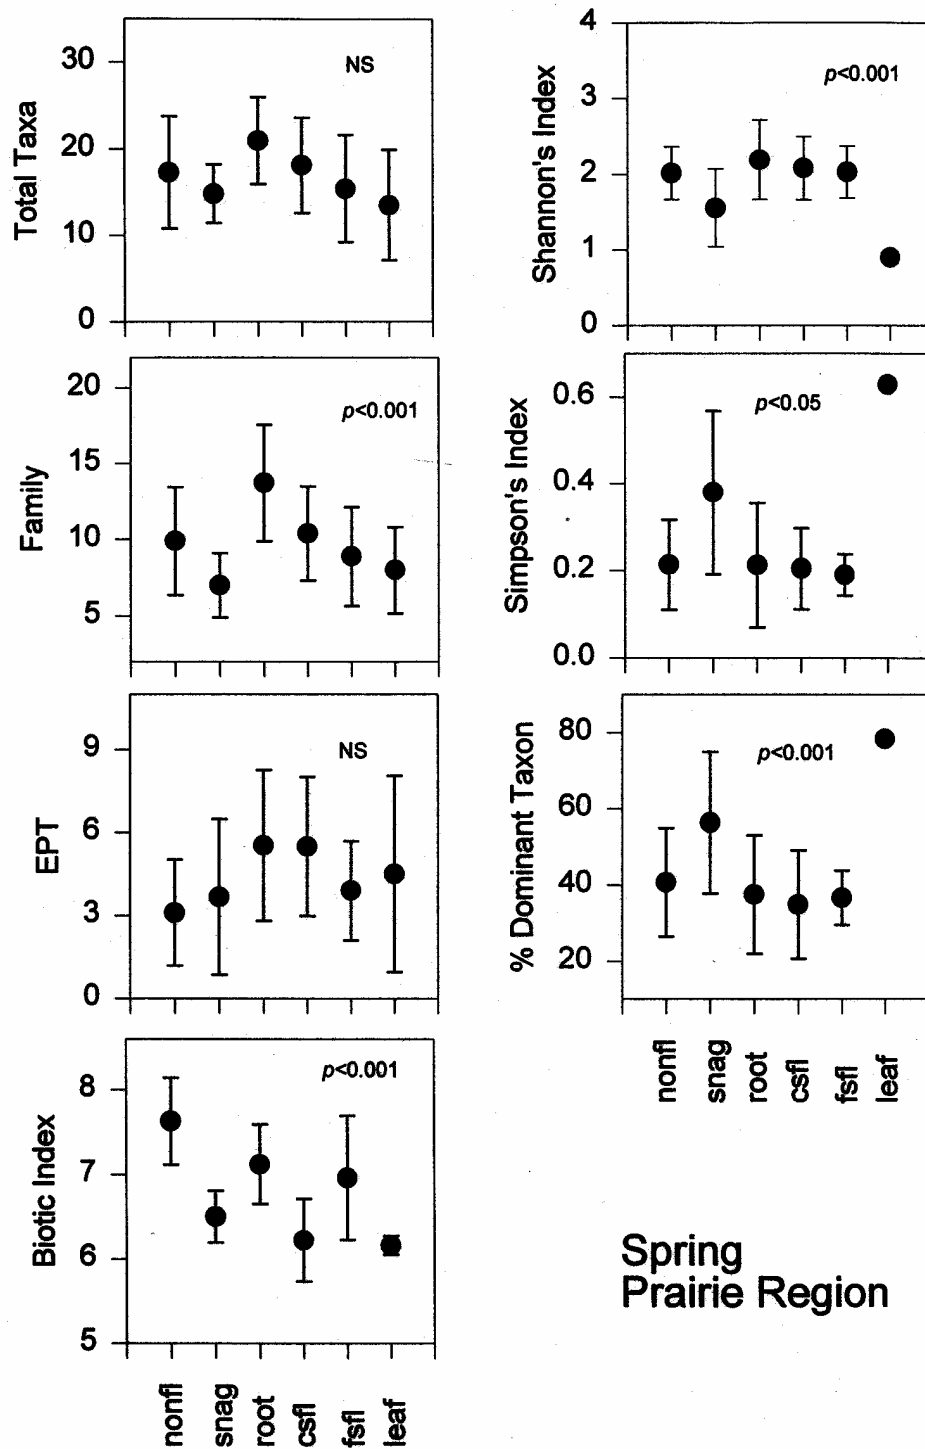 Total Taxa
30
20
10
0
NS
Family
20
15
10
5
p<0.001
EPT
9
6
3
0
NS
Biotic Index
8
7
6
5
p<0.001
nonfl
snag
root
csfl
fsfl
leaf
Shannon's Index
4
3
2
1
0
p<0.001
Simpson's Index
0.6
0.4
0.2
0.0
p<0.05
% Dominant Taxon
80
60
40
20
p<0.001
nonfl
snag
root
csfl
fsfl
leaf
Spring
Prairie Region